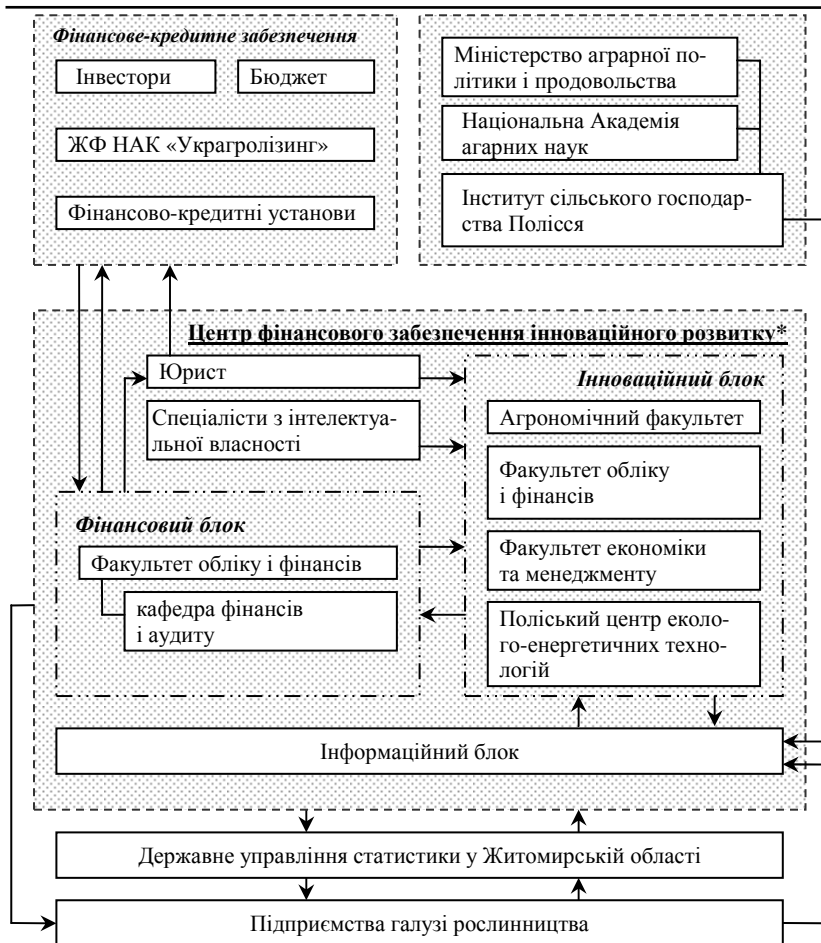 Фінансове-кредитне забезпечення
Інвестори
Бюджет
ЖФ НАК «Украгролізинг»
Фінансово-кредитні установи
Міністерство аграрної по-
літики і продовольства
Національна Академія
агарних наук
Інститут сільського господар-
ства Полісся
Центр фінансового забезпечення інноваційного розвитку*
Юрист
Спеціалісти з інтелекту-
альної власності
Інноваційний блок
Агрономічний факультет
Факультет обліку
і фінансів
Факультет економіки
та менеджменту
Поліський центр еколо-
го-енергетичних техно-
логій
Фінансовий блок
Факультет обліку і фінансів
кафедра фінансів
і аудиту
Інформаційний блок
Державне управління статистики у Житомирській області
Підприємства галузі рослинництва